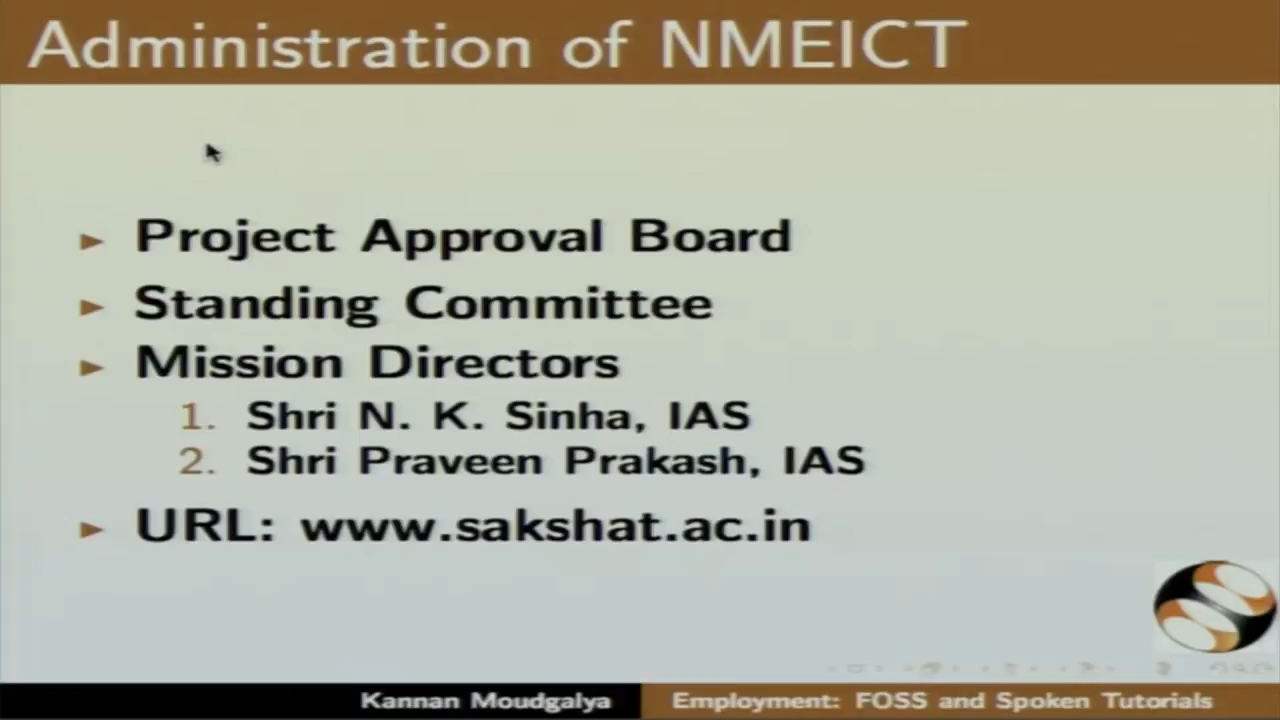 Administration of NMEICT
► Project Approval Board
► Standing Committee
► Mission Directors
1. Shri N. K. Sinha, IAS
2. Shri Praveen Prakash, IAS
► URL: www.sakshat.ac.in
Kannan Moudgalya
Employment: FOSS and Spoken Tutorials